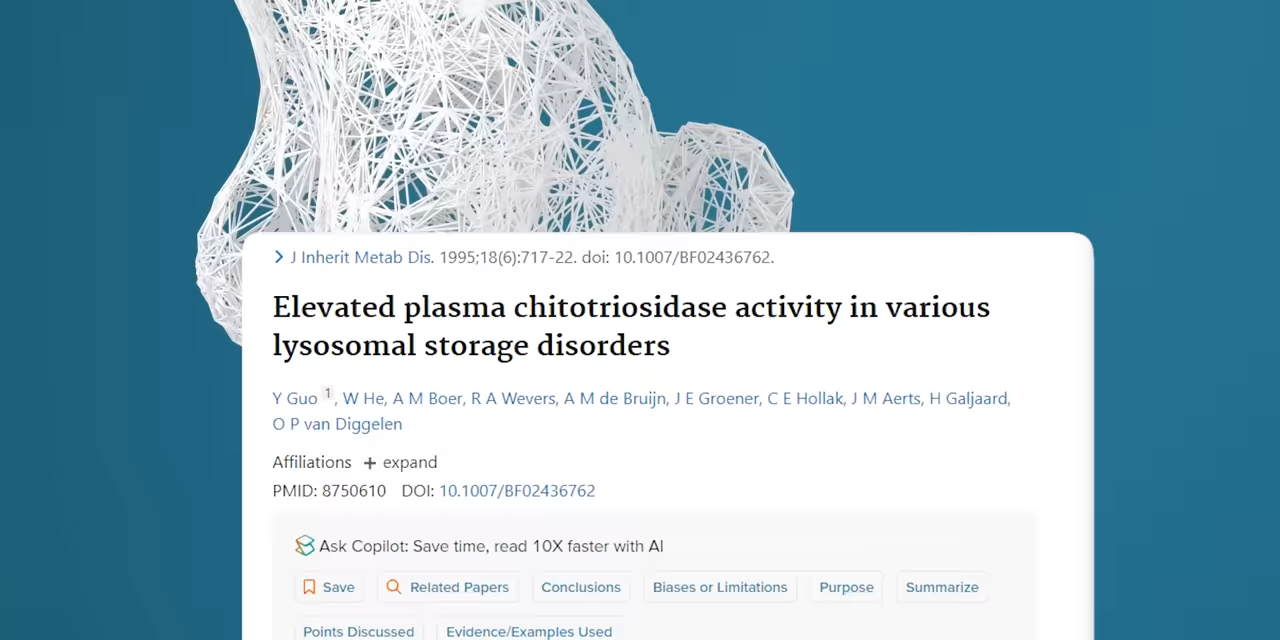 J Inherit Metab Dis. 1995;18(6):717-22. doi: 10.1007/BF02436762.
Elevated plasma chitotriosidase activity in various
lysosomal storage disorders
Y Guo 1, W He, A M Boer, R A Wevers, A M de Bruijn, J E Groener, C E Hollak, J M Aerts, H Galjaard,
O P van Diggelen
Affiliations + expand
PMID: 8750610 DOI: 10.1007/BF02436762
Ask Copilot: Save time, read 10X faster with AI
Save Related Papers Conclusions Biases or Limitations Purpose Summarize
Points Discussed Evidence/Examples Used